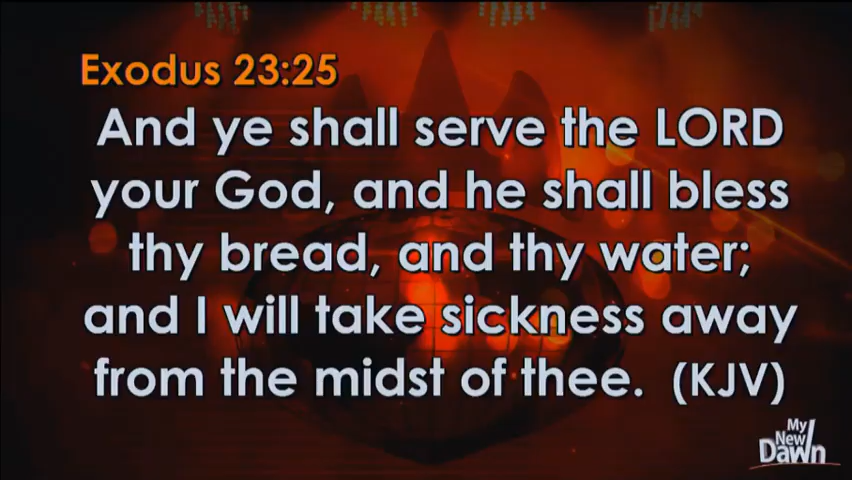 Exodus 23:25
And ye shall serve the LORD
your God, and he shall bless
thy bread, and thy water;
and I will take sickness away
from the midst of thee. (KJV)
My
New
Dawn